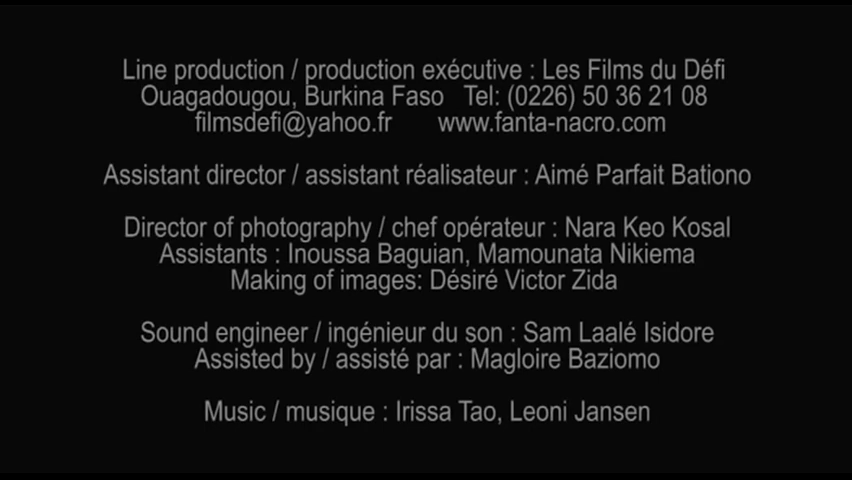 Line production / production exécutive : Les Films du Défi
Ouagadougou, Burkina Faso Tel: (0226) 50 36 21 08
filmsdefi@yahoo.fr www.fanta-nacro.com
Assistant director / assistant réalisateur : Aimé Parfait Bationo
Director of photography / chef opérateur : Nara Keo Kosal
Assistants : Inoussa Baguian, Mamounata Nikiema
Making of images: Désiré Victor Zida
Sound engineer / ingénieur du son : Sam Laalé Isidore
Assisted by / assisté par : Magloire Baziomo
Music / musique : Irissa Tao, Leoni Jansen